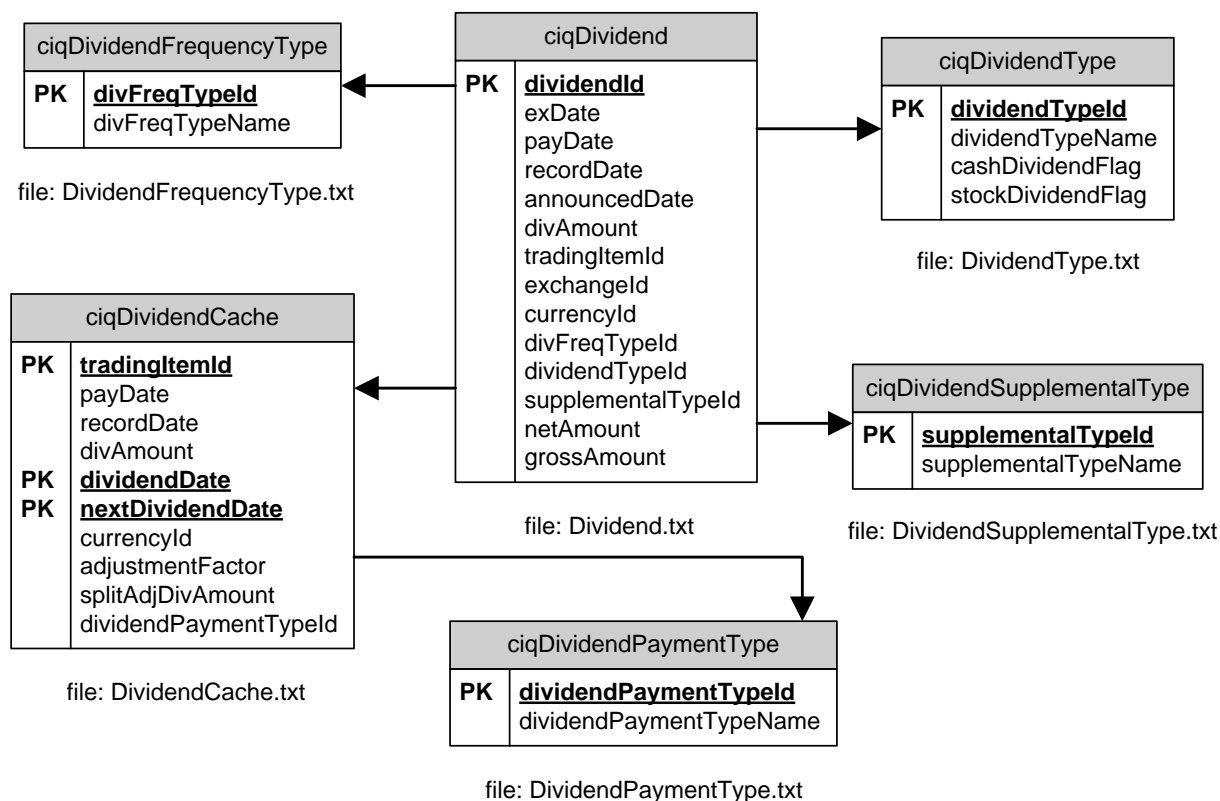 ciqDividendFrequencyType
PK divFreqTypeId
divFreqTypeName
file: DividendFrequencyType.txt
ciqDividend
PK dividendId
exDate
payDate
recordDate
announcedDate
divAmount
tradingItemId
exchangeId
currencyId
divFreqTypeId
dividendTypeId
supplementalTypeId
netAmount
grossAmount
file: Dividend.txt
ciqDividendType
PK dividendTypeId
dividendTypeName
cashDividendFlag
stockDividendFlag
file: DividendType.txt
ciqDividendCache
PK tradingItemId
payDate
recordDate
divAmount
PK dividendDate
PK nextDividendDate
currencyId
adjustmentFactor
splitAdjDivAmount
dividendPaymentTypeId
file: DividendCache.txt
ciqDividendSupplementalType
PK supplementalTypeId
supplementalTypeName
file: DividendSupplementalType.txt
ciqDividendPaymentType
PK dividendPaymentTypeId
dividendPaymentTypeName
file: DividendPaymentType.txt